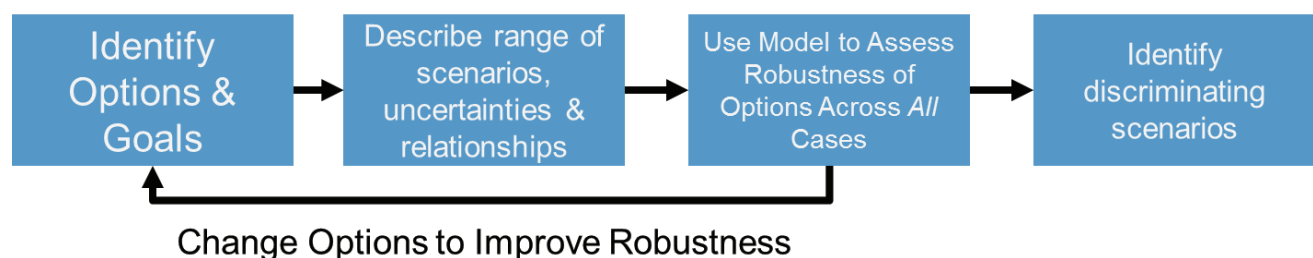 Identify
Options &
Goals
Describe range of
scenarios,
uncertainties &
relationships
Use Model to Assess
Robustness of
Options Across All
Cases
Identify
discriminating
scenarios
Change Options to Improve Robustness